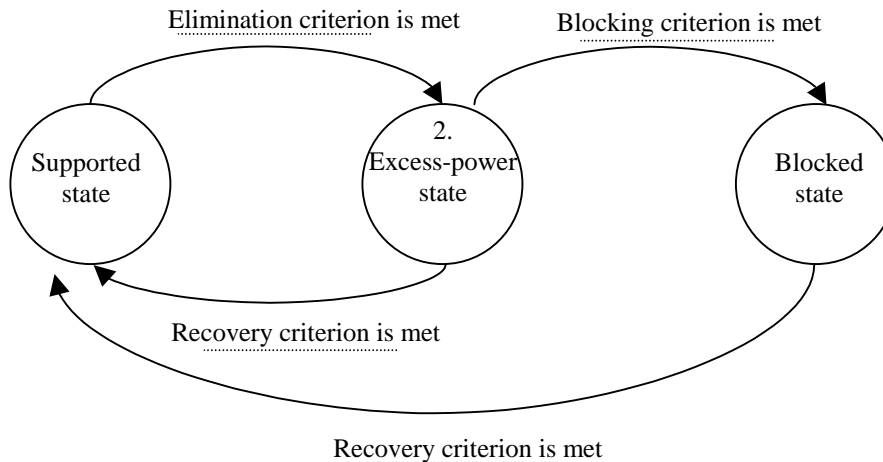 Elimination criterion is met
Blocking criterion is met
Supported
state
2.
Excess-power
state
Blocked
state
Recovery criterion is met
Recovery criterion is met